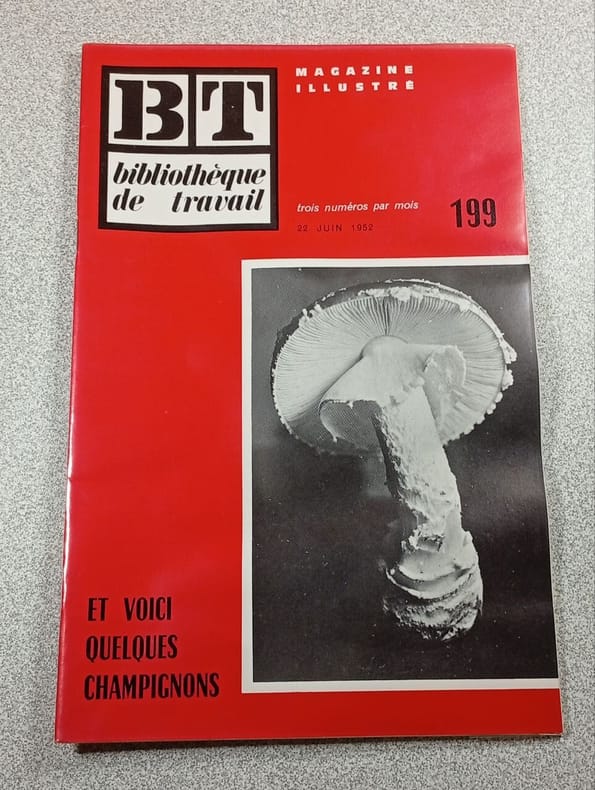 BT
bibliothèque
de travail
MAGAZINE
ILLUSTRÉ
trois numéros par mois
22 JUIN 1952
199
ET VOICI
QUELQUES
CHAMPIGNONS